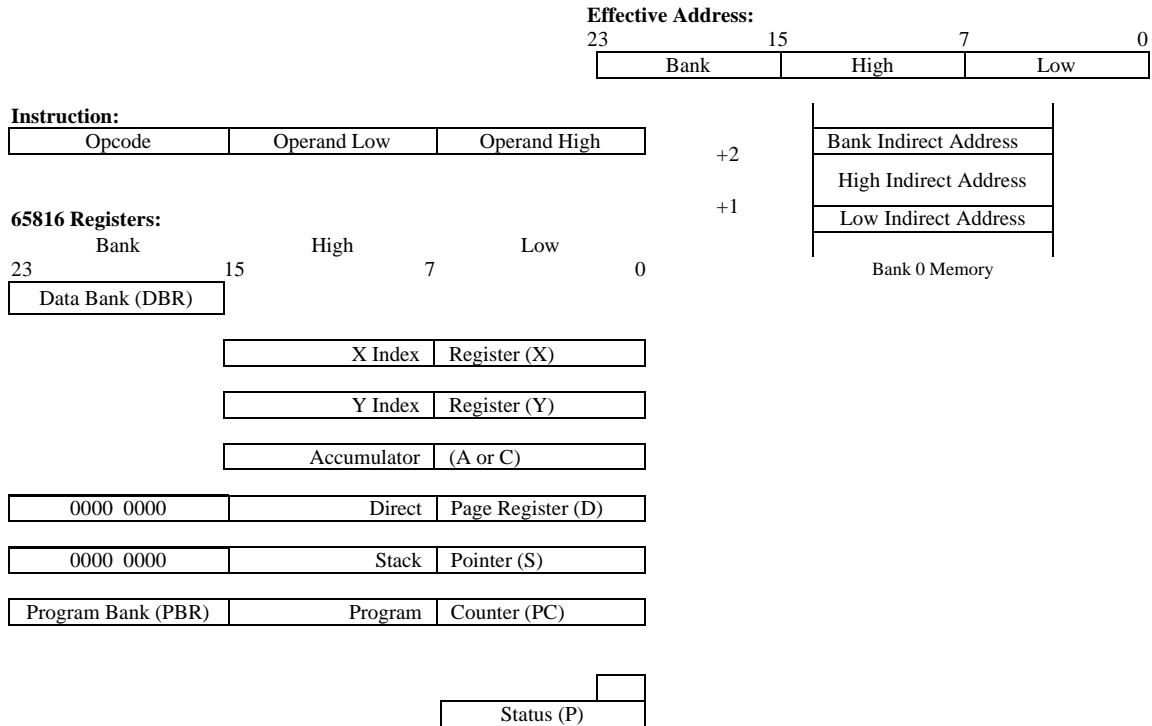 Effective Address:
23 15 7 0
Bank High Low
Instruction:
Opcode Operand Low Operand High
+2
+1
Bank Indirect Address
High Indirect Address
Low Indirect Address
Bank 0 Memory
65816 Registers:
Bank High Low
23 15 7 0
Data Bank (DBR)
X Index Register (X)
Y Index Register (Y)
Accumulator (A or C)
0000 0000 Direct Page Register (D)
0000 0000 Stack Pointer (S)
Program Bank (PBR) Program Counter (PC)
Status (P)